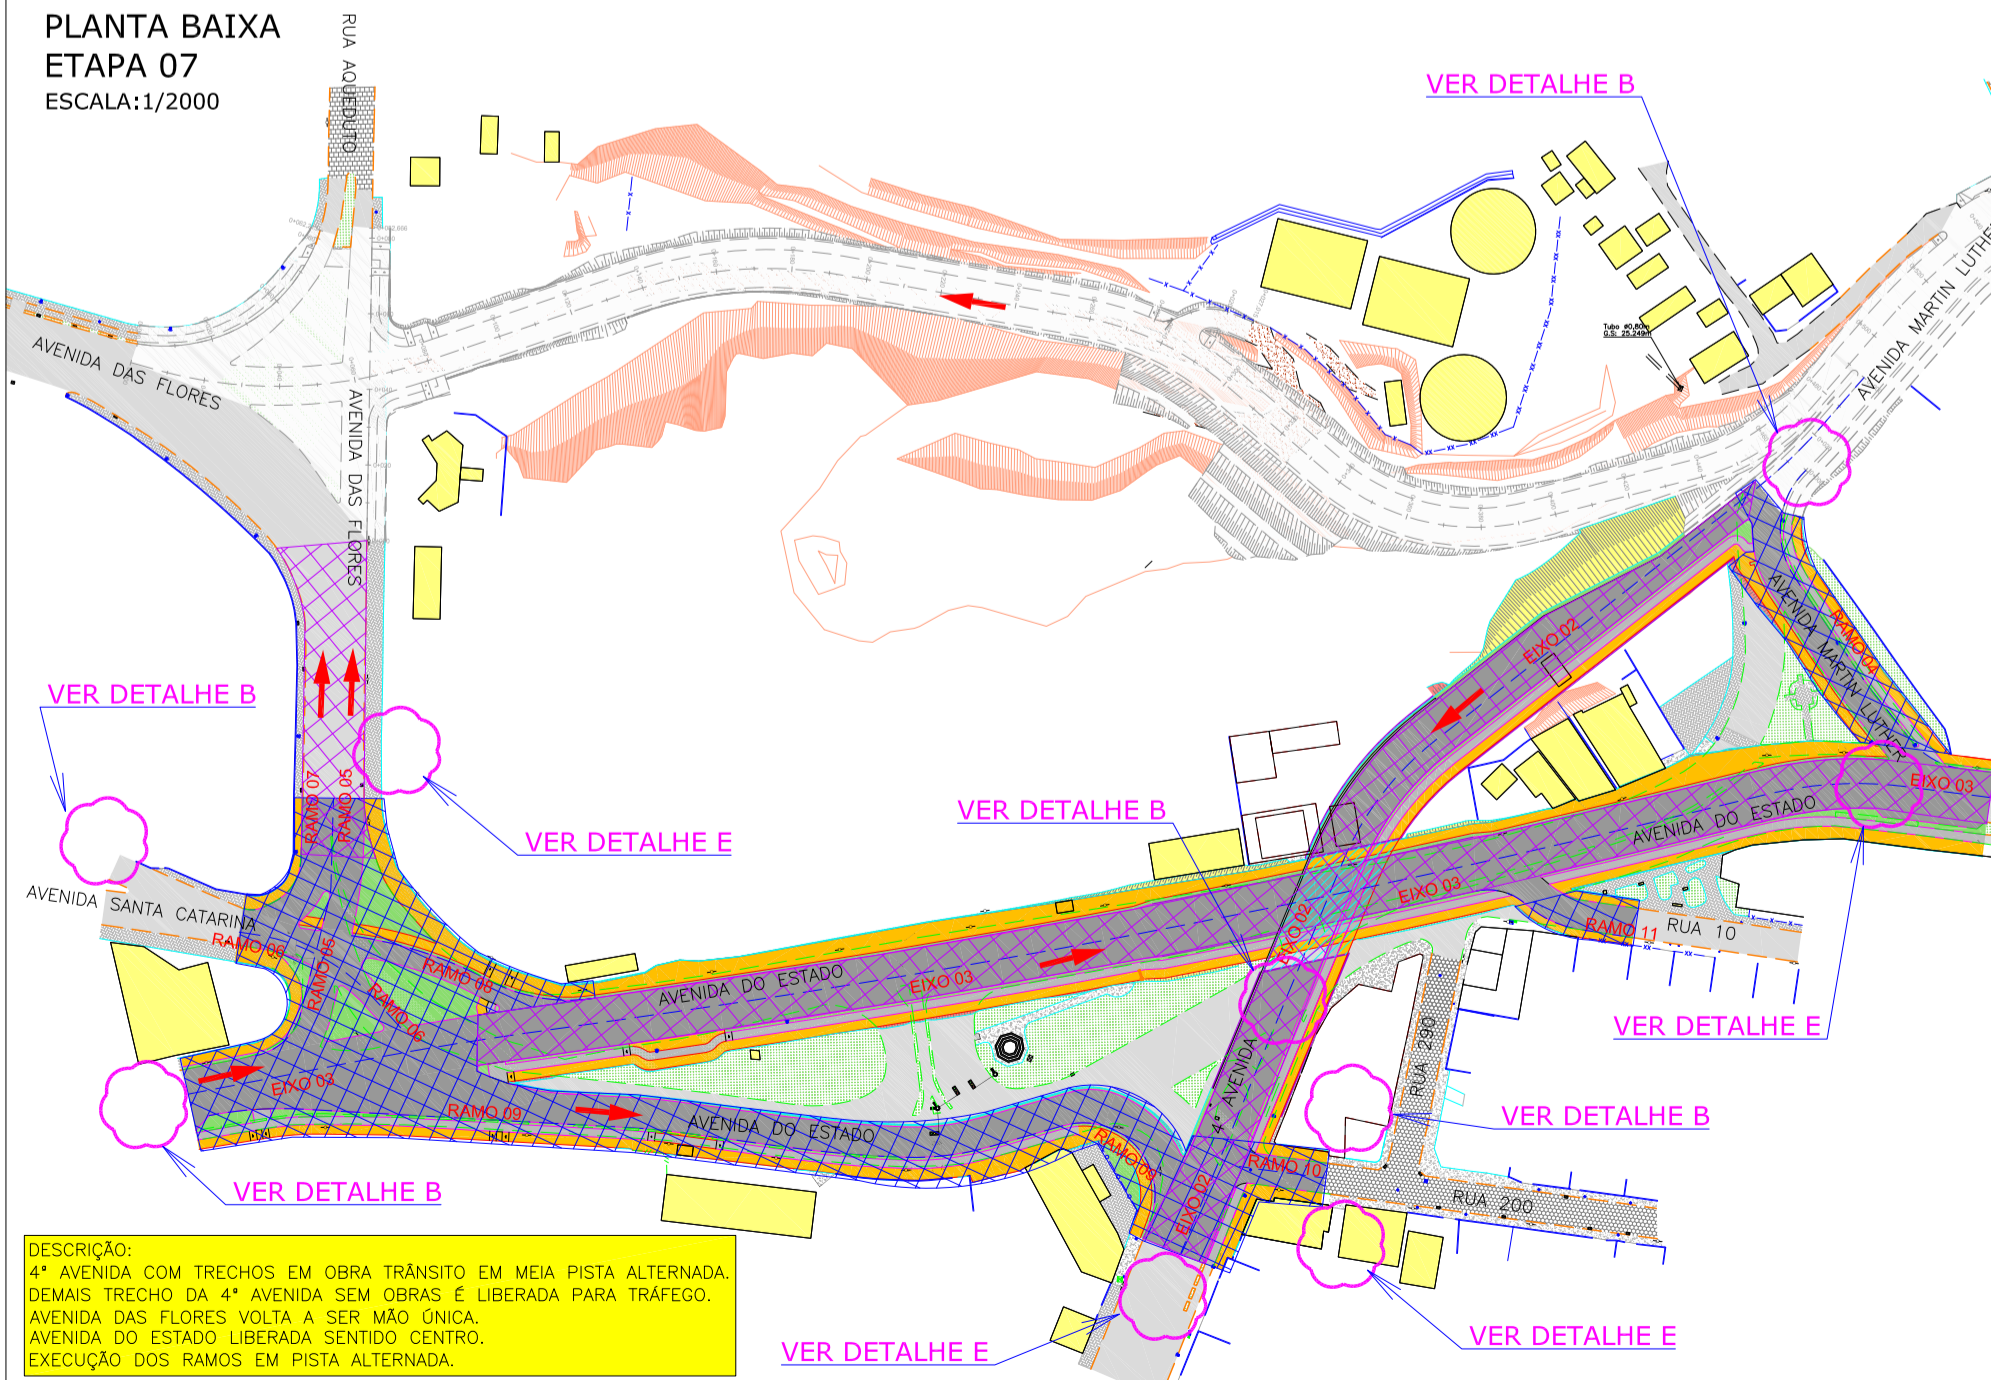 PLANTA BAIXA
ETAPA 07
ESCALA:1/2000
RUA AQUEDUTO
VER DETALHE B
AVENIDA DAS FLORES
AVENIDA DAS FLORES
Tubo ø0,80m
G.S: 25.249m
AVENIDA MARTIN LUTHER
EIXO 02
AVENIDA MARTIN LUTHER
RAMO 04
VER DETALHE B
RAMO 07
RAMO 05
VER DETALHE E
VER DETALHE B
AVENIDA DO ESTADO
EIXO 03
EIXO 03
AVENIDA SANTA CATARINA
RAMO 06
RAMO 05
RAMO 08
RAMO 06
AVENIDA DO ESTADO
EIXO 03
EIXO 02
RAMO 11
RUA 10
VER DETALHE E
RUA 290
4ª AVENIDA
EIXO 03
RAMO 09
AVENIDA DO ESTADO
RAMO 09
RAMO 10
VER DETALHE B
VER DETALHE B
EIXO 02
RUA 200
VER DETALHE E
VER DETALHE E
DESCRIÇÃO:
4ª AVENIDA COM TRECHOS EM OBRA TRÂNSITO EM MEIA PISTA ALTERNADA.
DEMAIS TRECHO DA 4ª AVENIDA SEM OBRAS É LIBERADA PARA TRÁFEGO.
AVENIDA DAS FLORES VOLTA A SER MÃO ÚNICA.
AVENIDA DO ESTADO LIBERADA SENTIDO CENTRO.
EXECUÇÃO DOS RAMOS EM PISTA ALTERNADA.